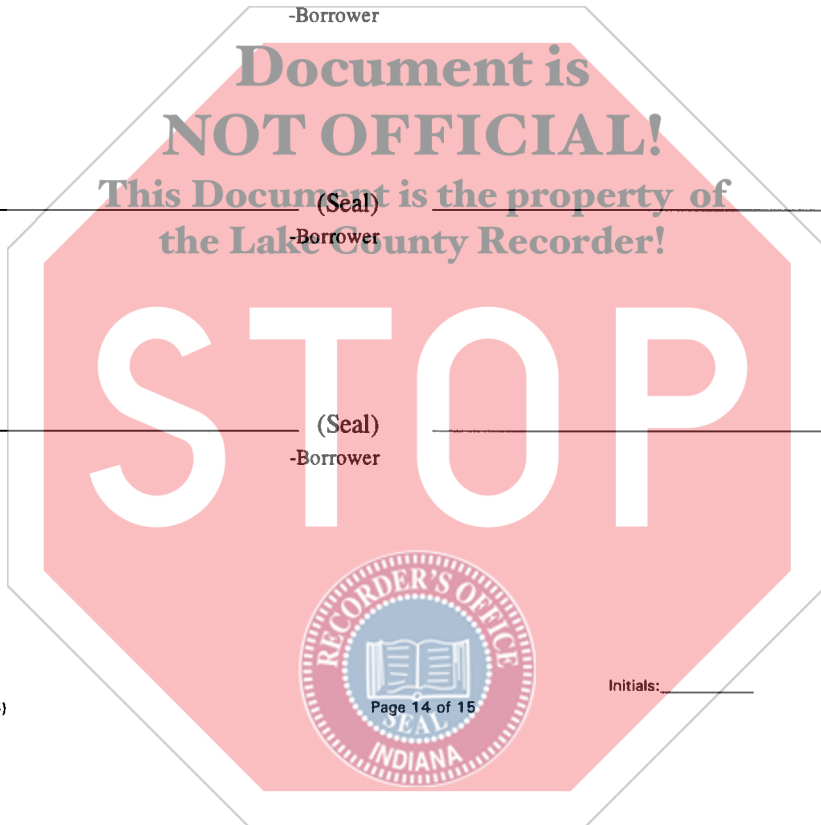 -Borrower
Document is
NOT OFFICIAL!
This Document is the property of
the Lake County Recorder!
(Seal)
-Borrower
STOP
(Seal)
-Borrower
RECORDER'S OFFICE
SEAL
INDIANA
Initials:
Page 14 of 15